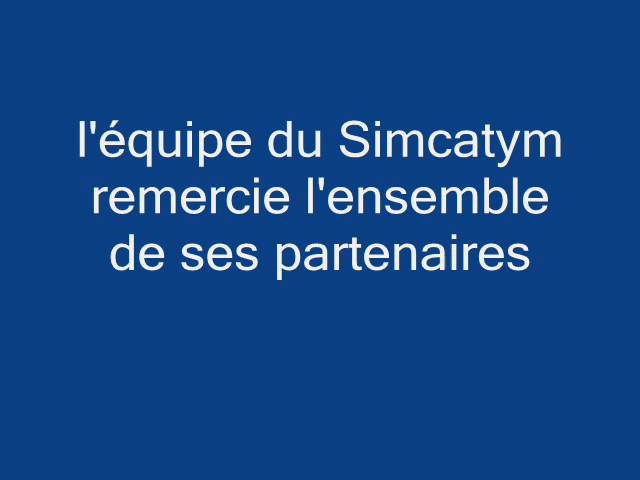 l'équipe du Simcatym
remercie l'ensemble
de ses partenaires